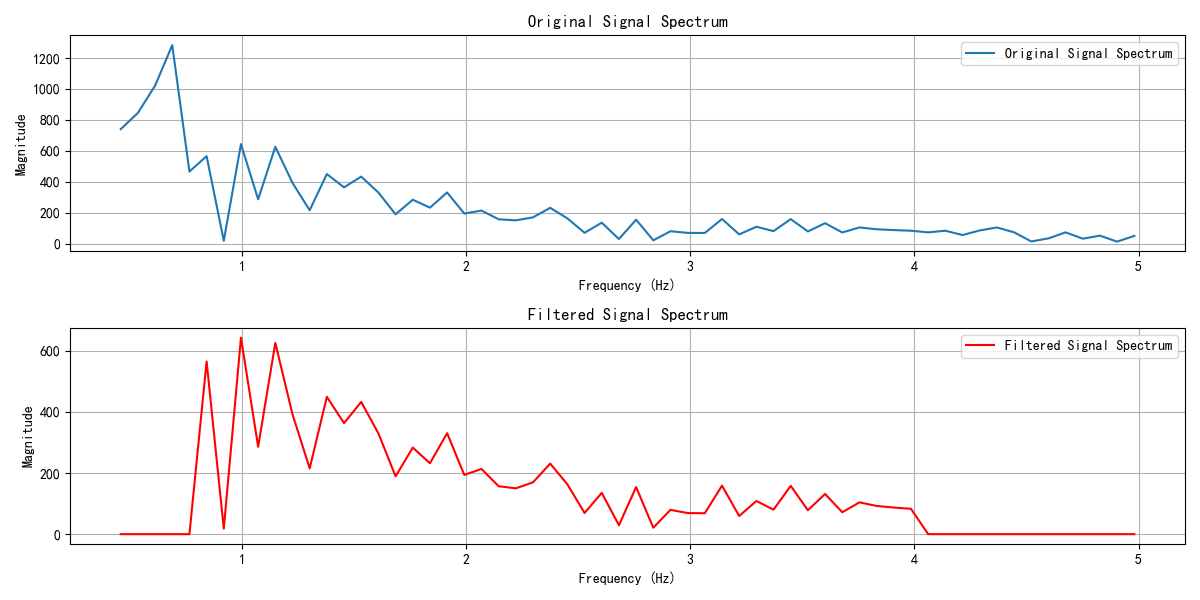 Original Signal Spectrum
Original Signal Spectrum
Magnitude
1200
1000
800
600
400
200
0
1
2
3
4
5
Frequency (Hz)
Filtered Signal Spectrum
Filtered Signal Spectrum
Magnitude
600
400
200
0
1
2
3
4
5
Frequency (Hz)